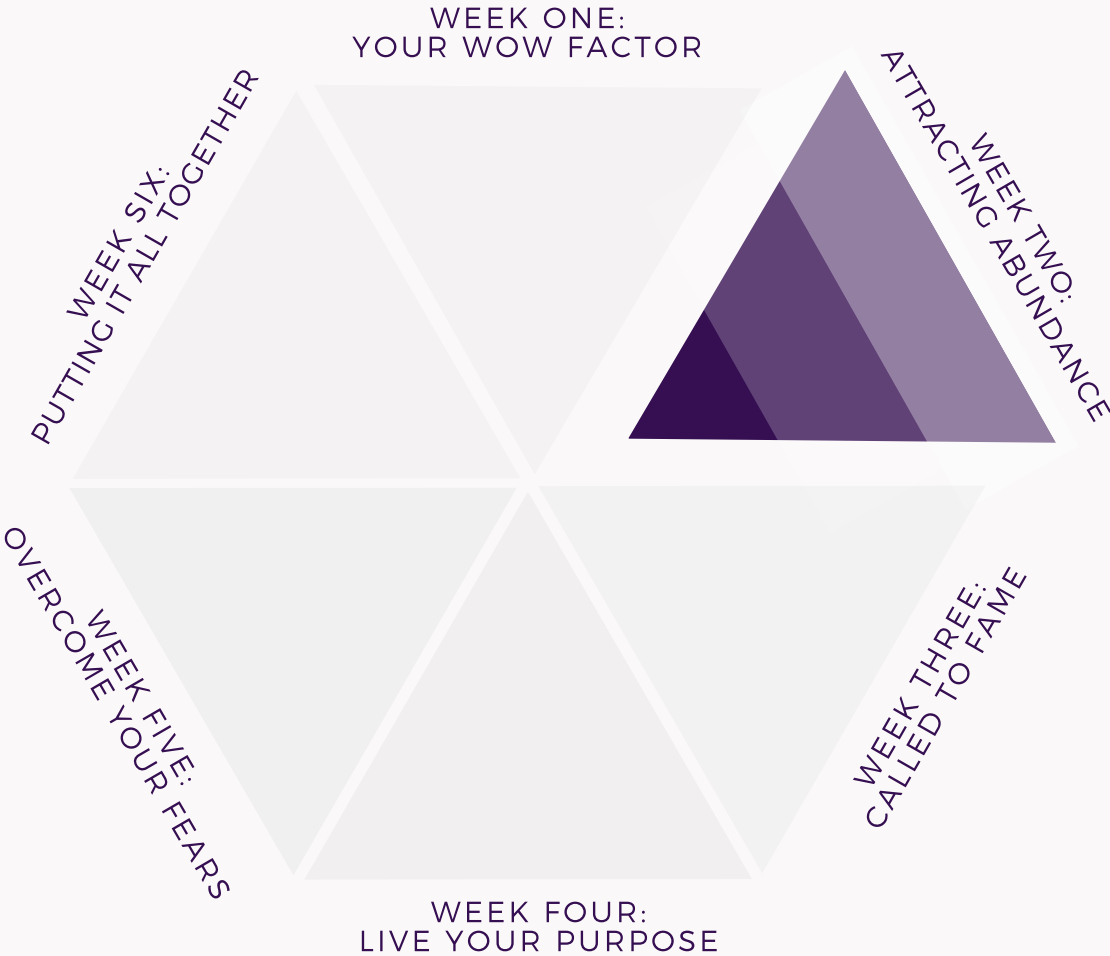 WEEK ONE:
YOUR WOW FACTOR
WEEK TWO:
ATTRACTING ABUNDANCE
WEEK THREE:
CALLED TO FAME
WEEK FOUR:
LIVE YOUR PURPOSE
WEEK FIVE:
OVERCOME YOUR FEARS
WEEK SIX:
PUTTING IT ALL TOGETHER